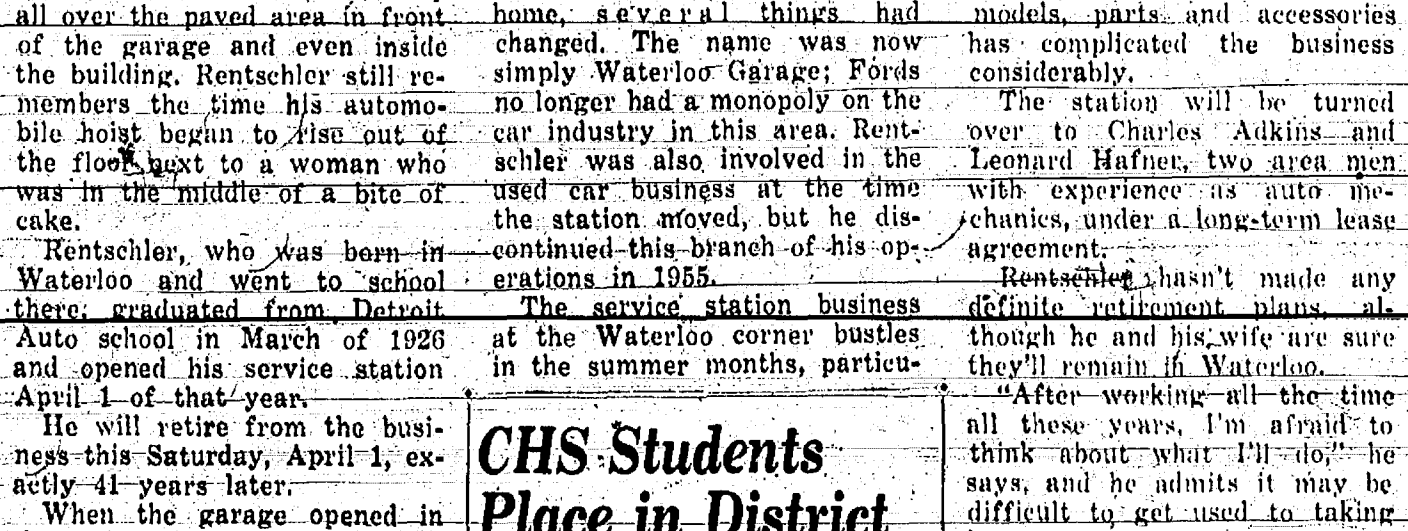 all over the paved area in front
of the garage and even inside
the building. Rentschler still re-
members the time his automo-
bile hoist began to rise out of
the floor next to a woman who
was in the middle of a bite of
cake.
Rentschler, who was born in
Waterloo and went to school
there; graduated from Detroit
Auto school in March of 1926
and opened his service station
April 1 of that year.
He will retire from the busi-
ness this Saturday, April 1, ex-
actly 41 years later.
When the garage opened in
home, several things had
changed. The name was now
simply Waterloo Garage; Fords
no longer had a monopoly on the
car industry in this area. Rent-
schler was also involved in the
used car business at the time
the station moved, but he dis-
continued this branch of his op-
erations in 1955.
The service station business
at the Waterloo corner bustles
in the summer months, particu-
CHS Students
Place in District
models, parts and accessories
has complicated the business
considerably.
The station will be turned
over to Charles Adkins and
Leonard Hafner, two area men
with experience as auto me-
chanics, under a long-term lease
agreement.
Rentschler hasn't made any
definite retirement plans, al-
though he and his wife are sure
they'll remain in Waterloo.
"After working all the time
all these years, I'm afraid to
think about what I'll do," he
says, and he admits it may be
difficult to get used to taking